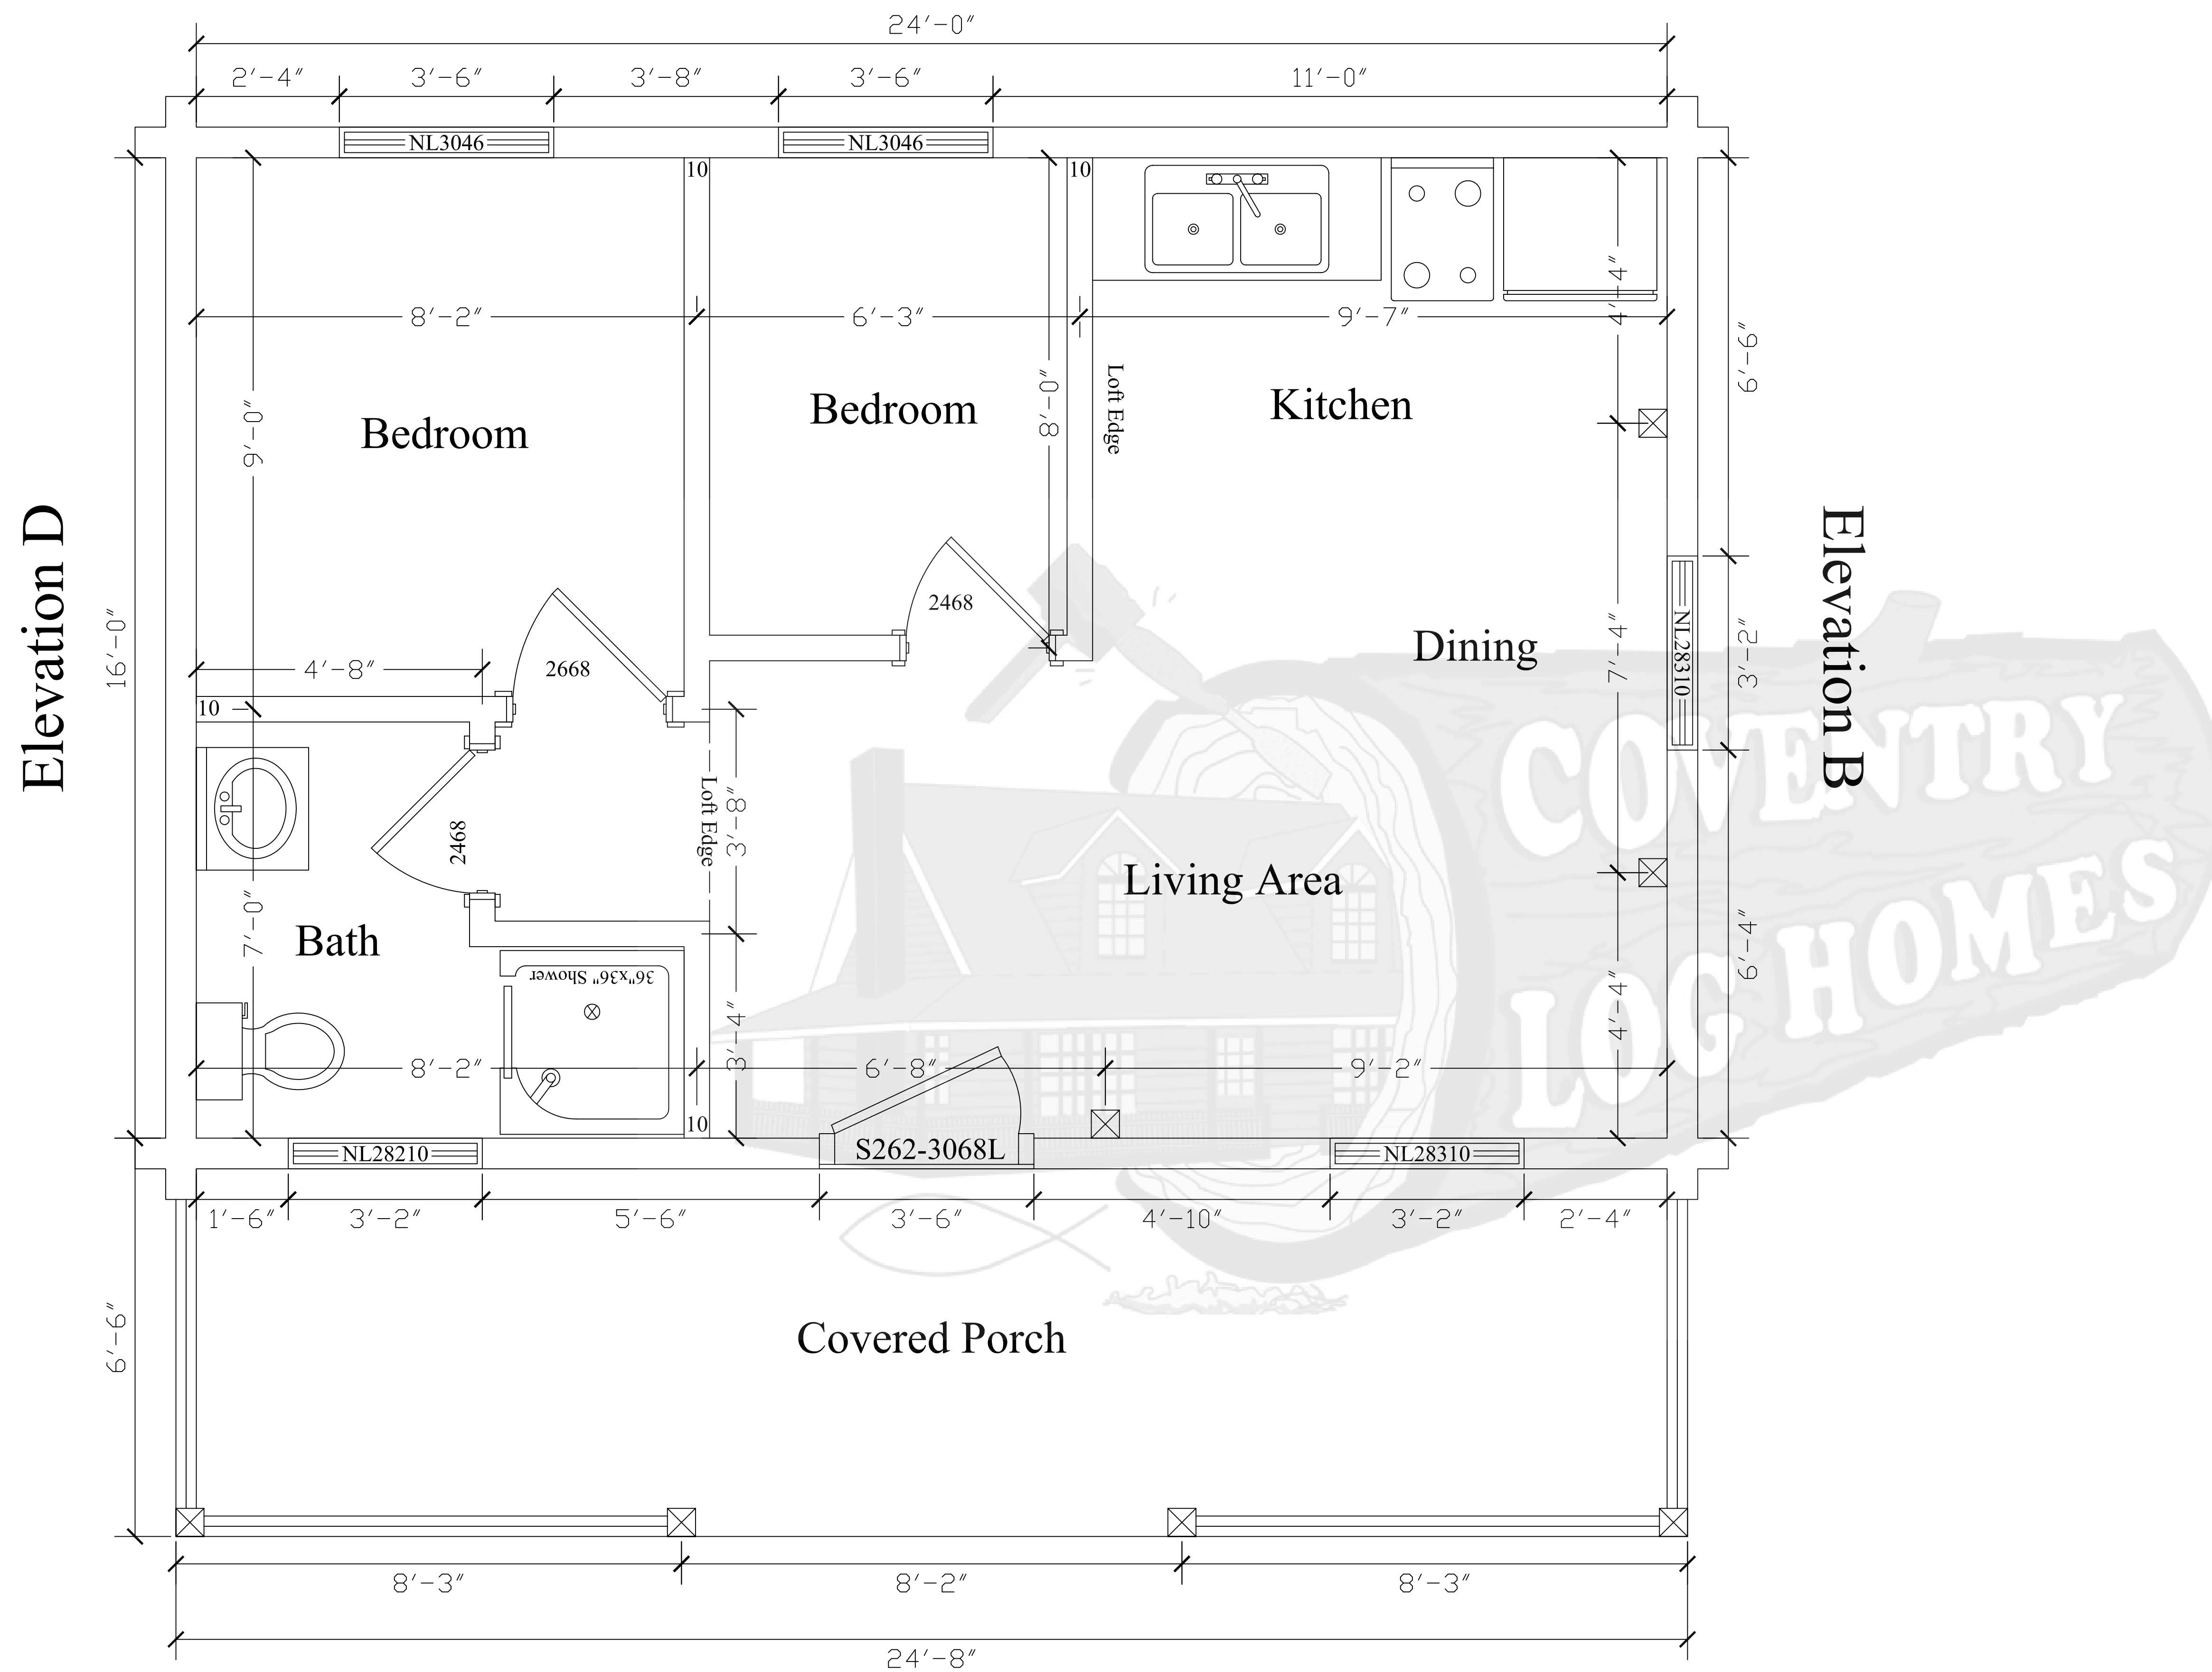 24'-0"
2'-4" 3'-6" 3'-8" 3'-6" 11'-0"
NL3046 NL3046
10 10
4'-4"
8'-2" 6'-3" 9'-7"
6'-6"
9'-0"
8'-0"
Loft Edge
Bedroom
Bedroom
Kitchen
Elevation D
Elevation B
16'-0"
2468
2668
4'-8"
10
Dining
7'-4"
NL28310
3'-2"
COVENTRY
LOG HOMES
2468
Loft Edge
3'-8"
Living Area
7'-0"
Bath
36"x36" Shower
3'-4"
4'-4"
6'-4"
8'-2" 6'-8" 9'-2"
10
NL28210 S262-3068L NL28310
1'-6" 3'-2" 5'-6" 3'-6" 4'-10" 3'-2" 2'-4"
6'-6"
Covered Porch
8'-3" 8'-2" 8'-3"
24'-8"